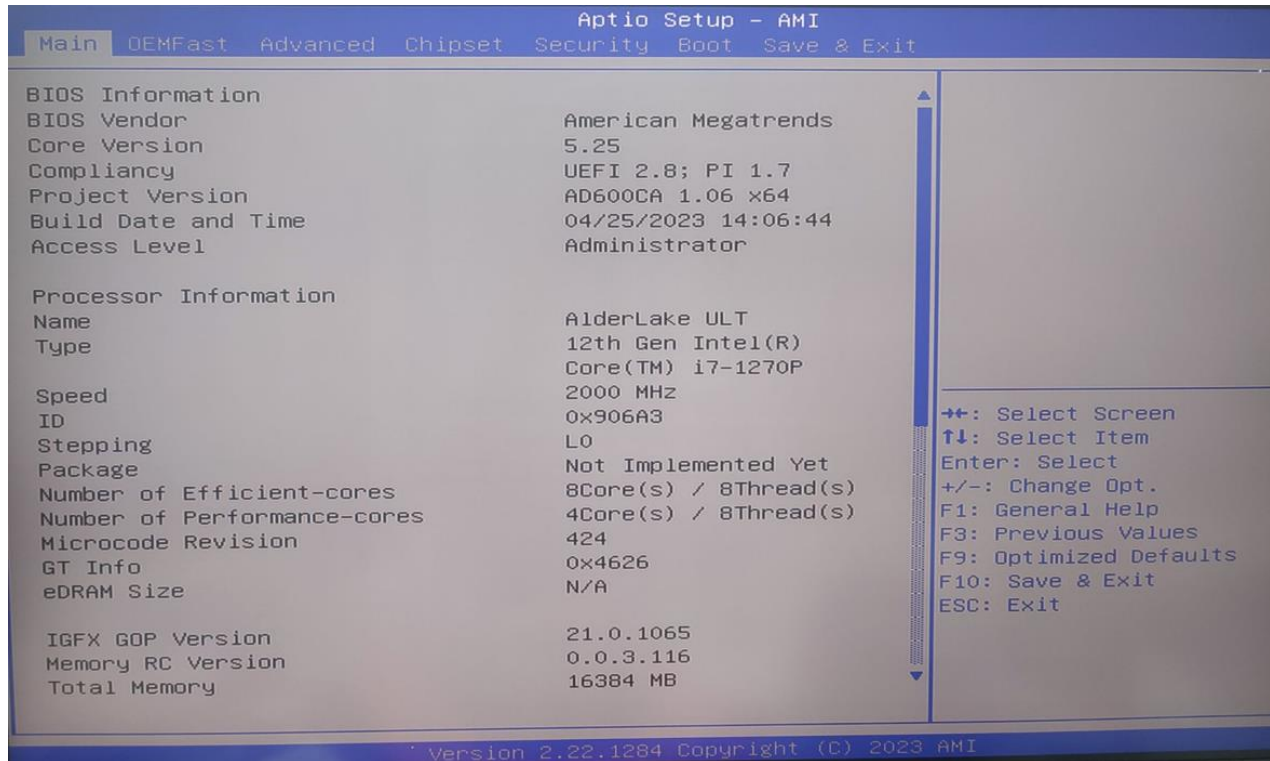 Aptio Setup – AMI
Main OEMFast Advanced Chipset Security Boot Save & Exit
BIOS Information
BIOS Vendor American Megatrends
Core Version 5.25
Compliancy UEFI 2.8; PI 1.7
Project Version AD600CA 1.06 x64
Build Date and Time 04/25/2023 14:06:44
Access Level Administrator
Processor Information
Name AlderLake ULT
Type 12th Gen Intel(R)
Core(TM) i7-1270P
Speed 2000 MHz
ID 0x906A3
Stepping L0
Package Not Implemented Yet
Number of Efficient-cores 8Core(s) / 8Thread(s)
Number of Performance-cores 4Core(s) / 8Thread(s)
Microcode Revision 424
GT Info 0x4626
eDRAM Size N/A
IGFX GOP Version 21.0.1065
Memory RC Version 0.0.3.116
Total Memory 16384 MB
→←: Select Screen
↑↓: Select Item
Enter: Select
+/-: Change Opt.
F1: General Help
F3: Previous Values
F9: Optimized Defaults
F10: Save & Exit
ESC: Exit
Version 2.22.1284 Copyright (C) 2023 AMI